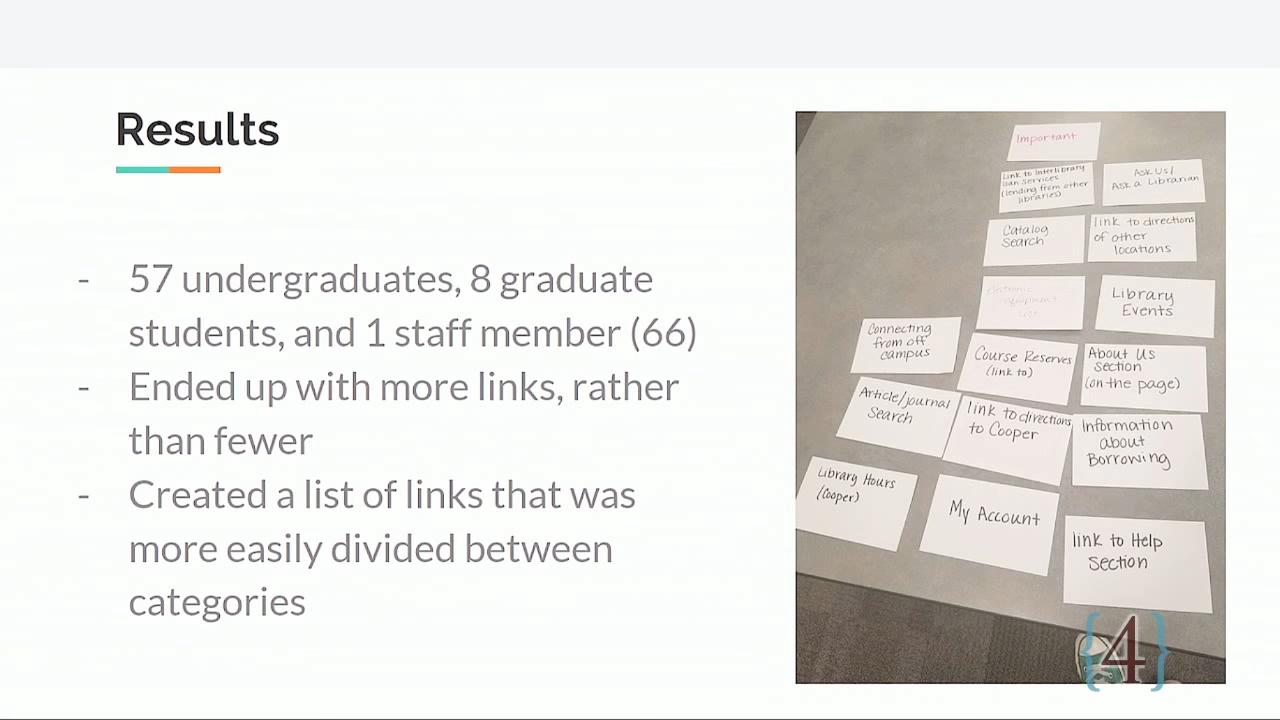 Results
- 57 undergraduates, 8 graduate
students, and 1 staff member (66)
- Ended up with more links, rather
than fewer
- Created a list of links that was
more easily divided between
categories
Important
Link to Interlibrary
loan services
(lending from other
libraries)
Ask Us/
Ask a Librarian
Catalog
Search
link to directions
of other
locations
electronic
equipment
list
Library
Events
Connecting
from off
campus
Course Reserves
(link to)
About Us
section
(on the page)
Article/journal
Search
link to directions
to Cooper
Information
about
Borrowing
Library Hours
(Cooper)
My Account
link to Help
Section
{4}